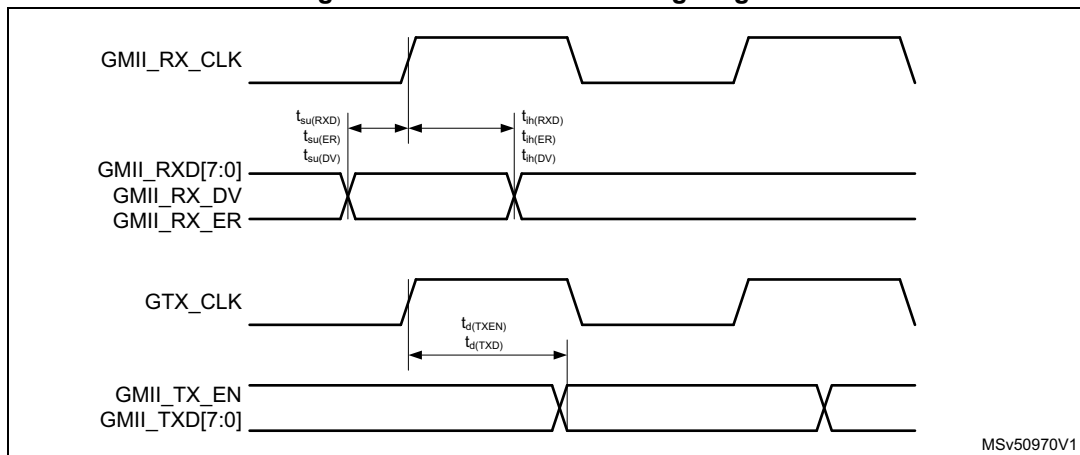 GMII_RX_CLK
tsu(RXD)
tsu(ER)
tsu(DV)
tih(RXD)
tih(ER)
tih(DV)
GMII_RXD[7:0]
GMII_RX_DV
GMII_RX_ER
GTX_CLK
td(TXEN)
td(TXD)
GMII_TX_EN
GMII_TXD[7:0]
MSv50970V1